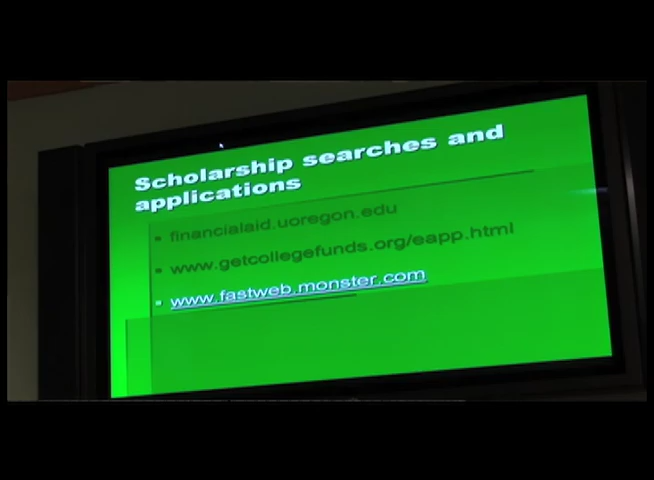 Scholarship searches and
applications
financialaid.uoregon.edu
www.getcollegefunds.org/eapp.html
www.fastweb.monster.com